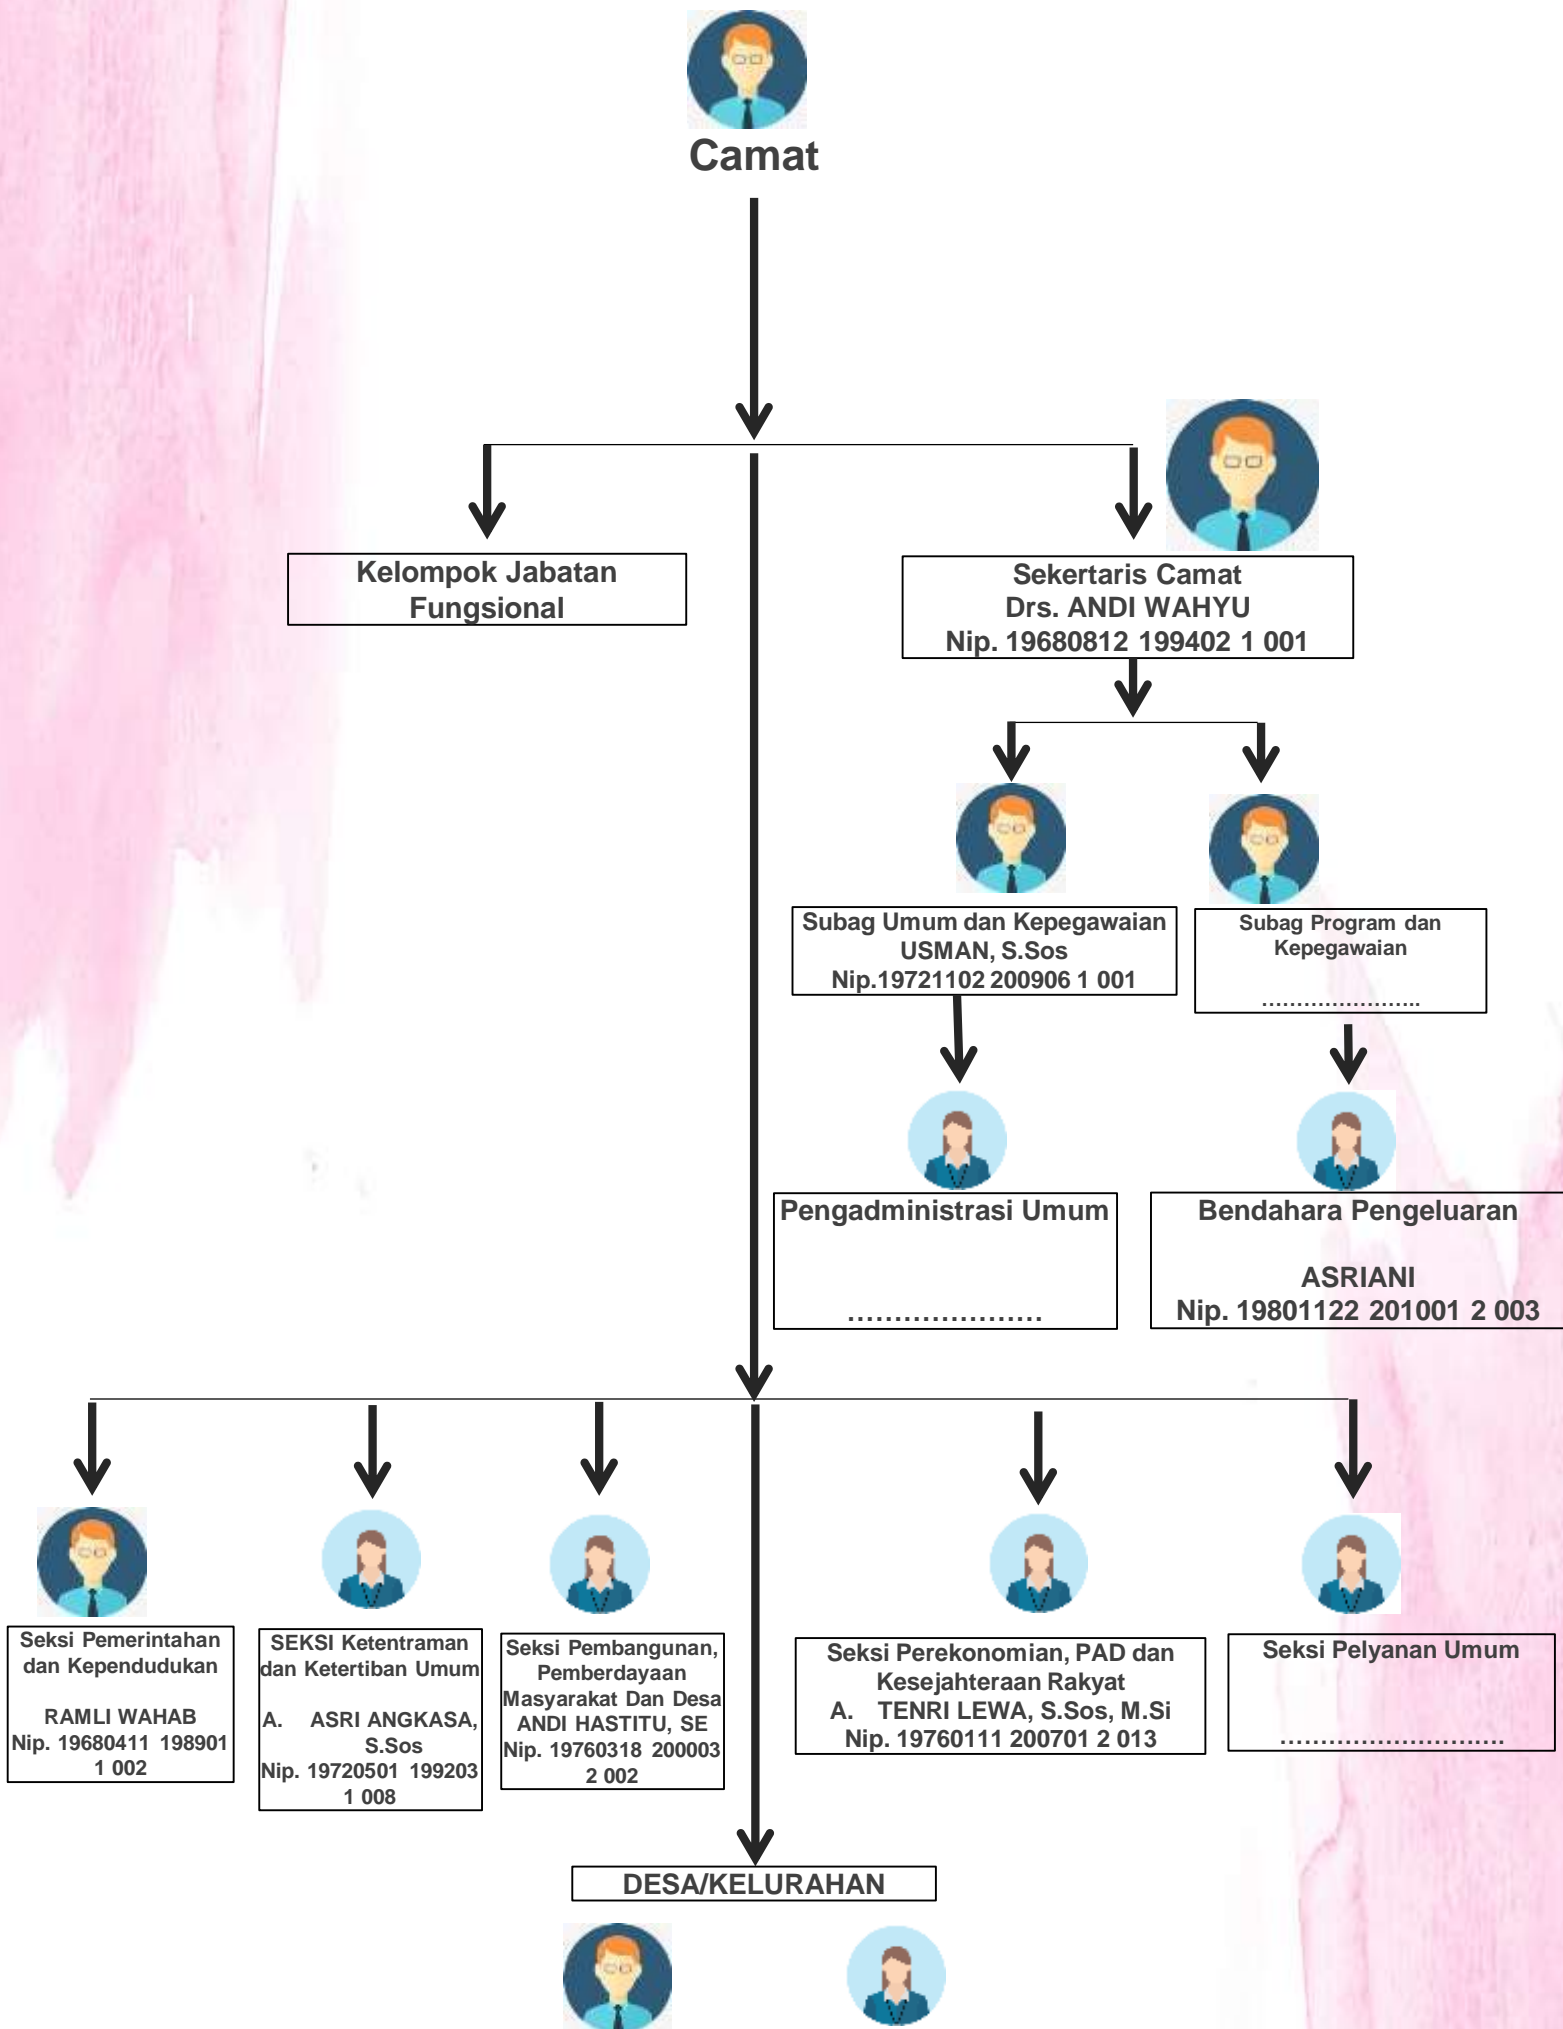 Camat
Kelompok Jabatan
Fungsional
Sekertaris Camat
Drs. ANDI WAHYU
Nip. 19680812 199402 1 001
Subag Umum dan Kepegawaian
USMAN, S.Sos
Nip.19721102 200906 1 001
Subag Program dan
Kepegawaian
…………………..
Pengadministrasi Umum
…………………
Bendahara Pengeluaran
ASRIANI
Nip. 19801122 201001 2 003
Seksi Pemerintahan
dan Kependudukan
RAMLI WAHAB
Nip. 19680411 198901
1 002
SEKSI Ketentraman
dan Ketertiban Umum
A. ASRI ANGKASA,
S.Sos
Nip. 19720501 199203
1 008
Seksi Pembangunan,
Pemberdayaan
Masyarakat Dan Desa
ANDI HASTITU, SE
Nip. 19760318 200003
2 002
Seksi Perekonomian, PAD dan
Kesejahteraan Rakyat
A. TENRI LEWA, S.Sos, M.Si
Nip. 19760111 200701 2 013
Seksi Pelyanan Umum
……………………….
DESA/KELURAHAN